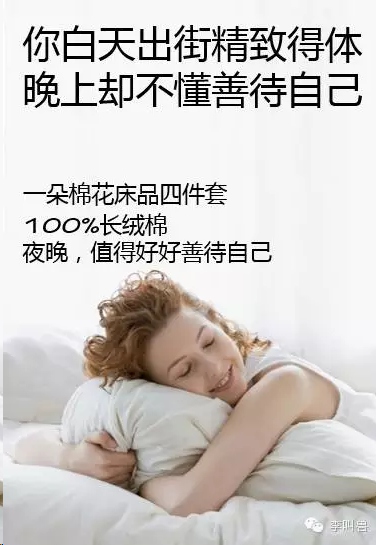 你白天出街精致得体
晚上却不懂善待自己
一朵棉花床品四件套
100%长绒棉
夜晚，值得好好善待自己
李叫兽